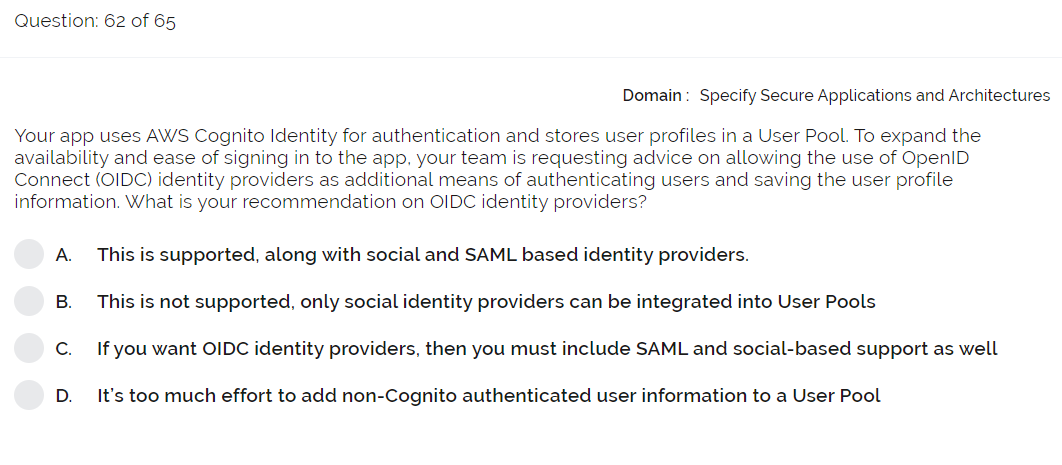 Question: 62 of 65
Domain : Specify Secure Applications and Architectures
Your app uses AWS Cognito Identity for authentication and stores user profiles in a User Pool. To expand the
availability and ease of signing in to the app, your team is requesting advice on allowing the use of OpenID
Connect (OIDC) identity providers as additional means of authenticating users and saving the user profile
information. What is your recommendation on OIDC identity providers?
A. This is supported, along with social and SAML based identity providers.
B. This is not supported, only social identity providers can be integrated into User Pools
C. If you want OIDC identity providers, then you must include SAML and social-based support as well
D. It’s too much effort to add non-Cognito authenticated user information to a User Pool